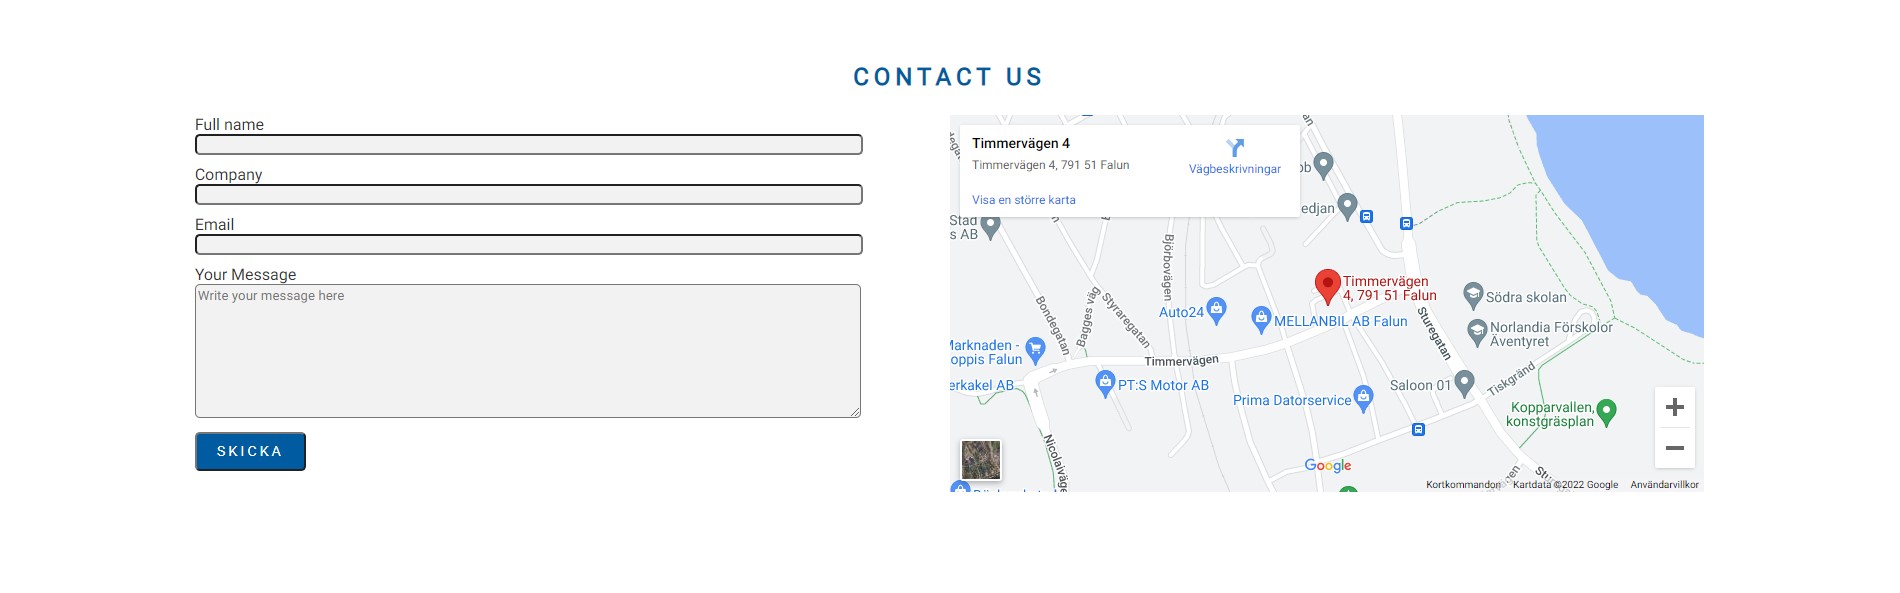 CONTACT US
Full name
Company
Email
Your Message
Write your message here
SKICKA
Timmervägen 4
Timmervägen 4, 791 51 Falun
Vägbeskrivningar
Visa en större karta
edjan
Stad
s AB
Björbovägen
Timmervägen
4, 791 51 Falun
Södra skolan
Bondegatan
Bagges väg
Styraregatan
Auto24
MELLANBIL AB Falun
Sturegatan
Norlandia Förskolor
Äventyret
Marknaden -
oppis Falun
Timmervägen
erkakel AB
PT:S Motor AB
Saloon 01
Tiskgränd
Prima Datorservice
Kopparvallen,
konstgräsplan
Nicolaiväge
Google
Kortkommandon
Kartdata ©2022 Google
Användarvillkor